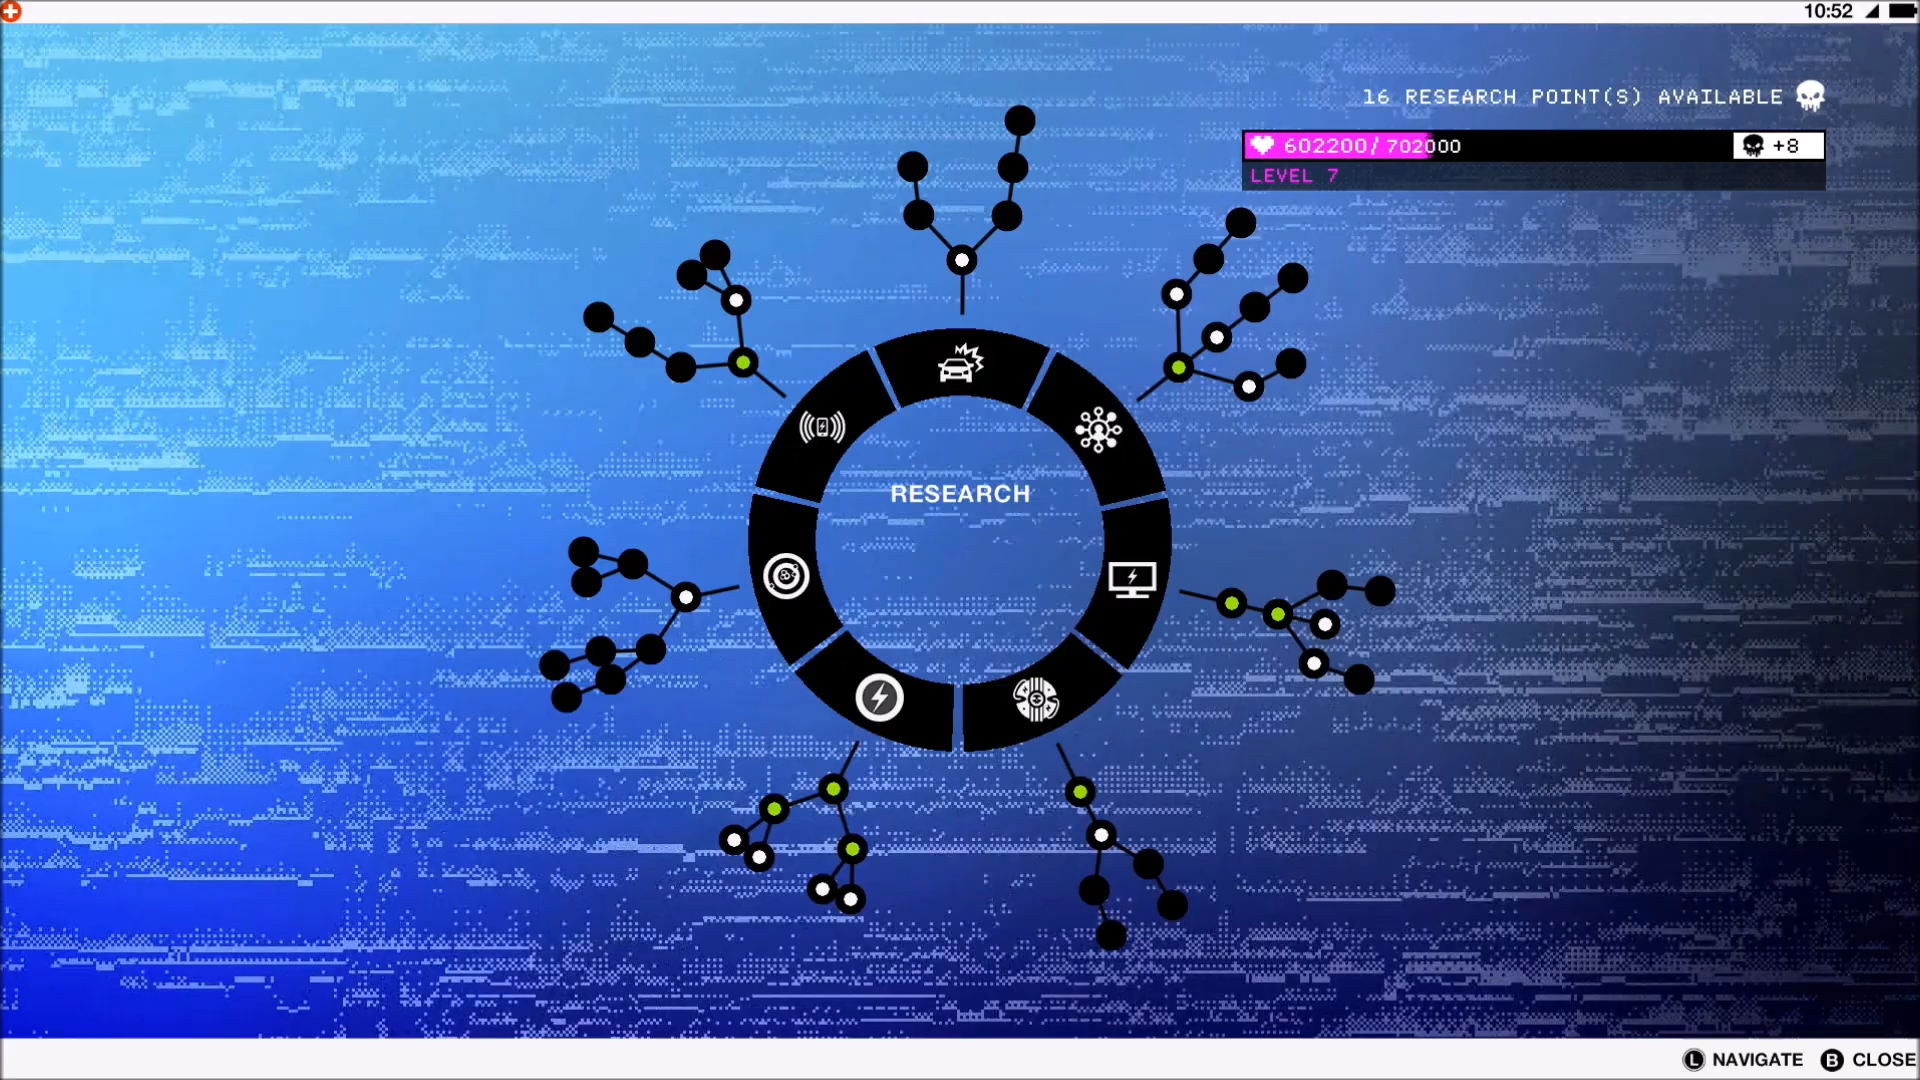 10:52
16 RESEARCH POINT(S) AVAILABLE
602200/702000 +8
LEVEL 7
RESEARCH
L NAVIGATE B CLOSE